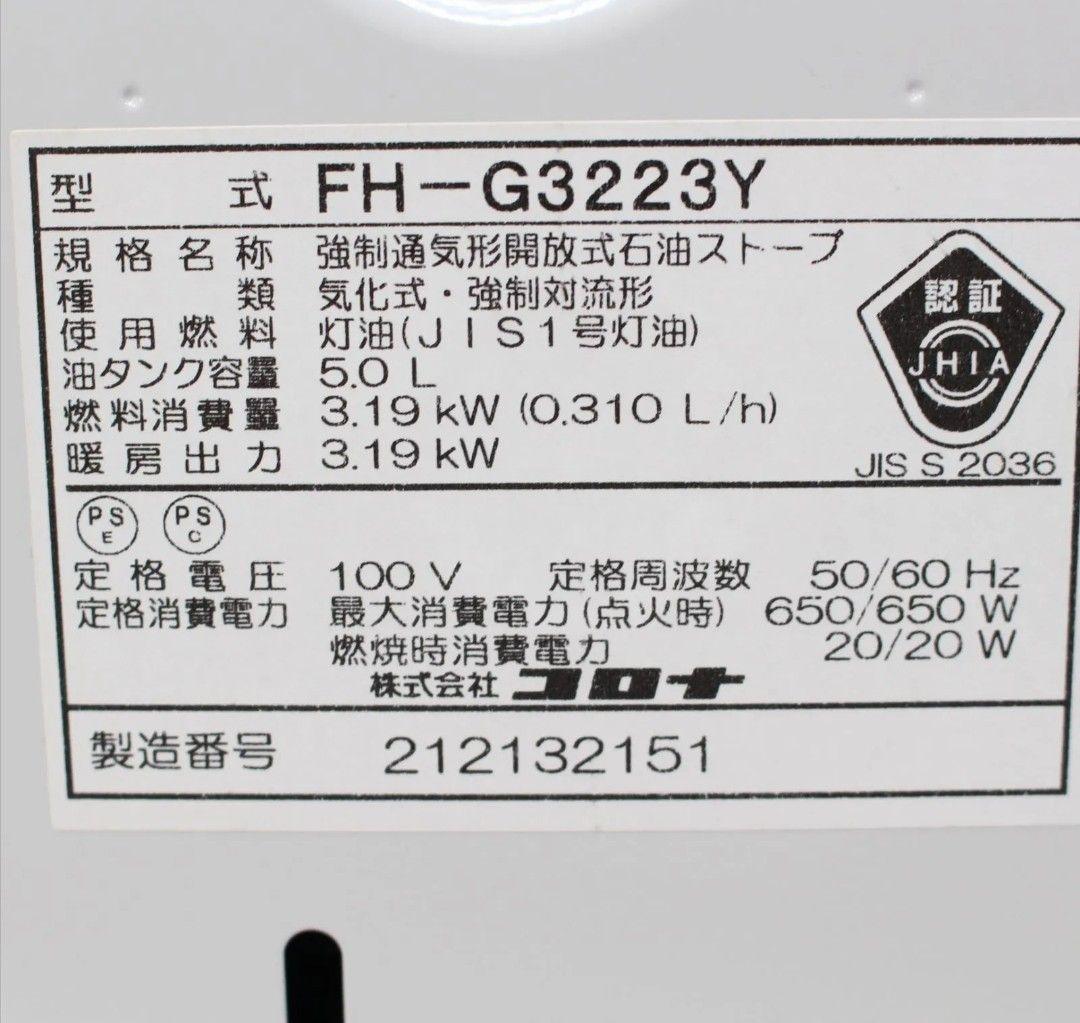 型式 FH-G3223Y
規格名称 強制通気形開放式石油ストーブ
種類 気化式・強制対流形
使用燃料 灯油(JIS1号灯油)
油タンク容量 5.0 L
燃料消費量 3.19 kW (0.310 L/h)
暖房出力 3.19 kW
認証
JHIA
JIS S 2036
PS E PS C
定格電圧 100 V 定格周波数 50/60 Hz
定格消費電力 最大消費電力(点火時) 650/650 W
燃焼時消費電力 20/20 W
株式会社 コロナ
製造番号 212132151